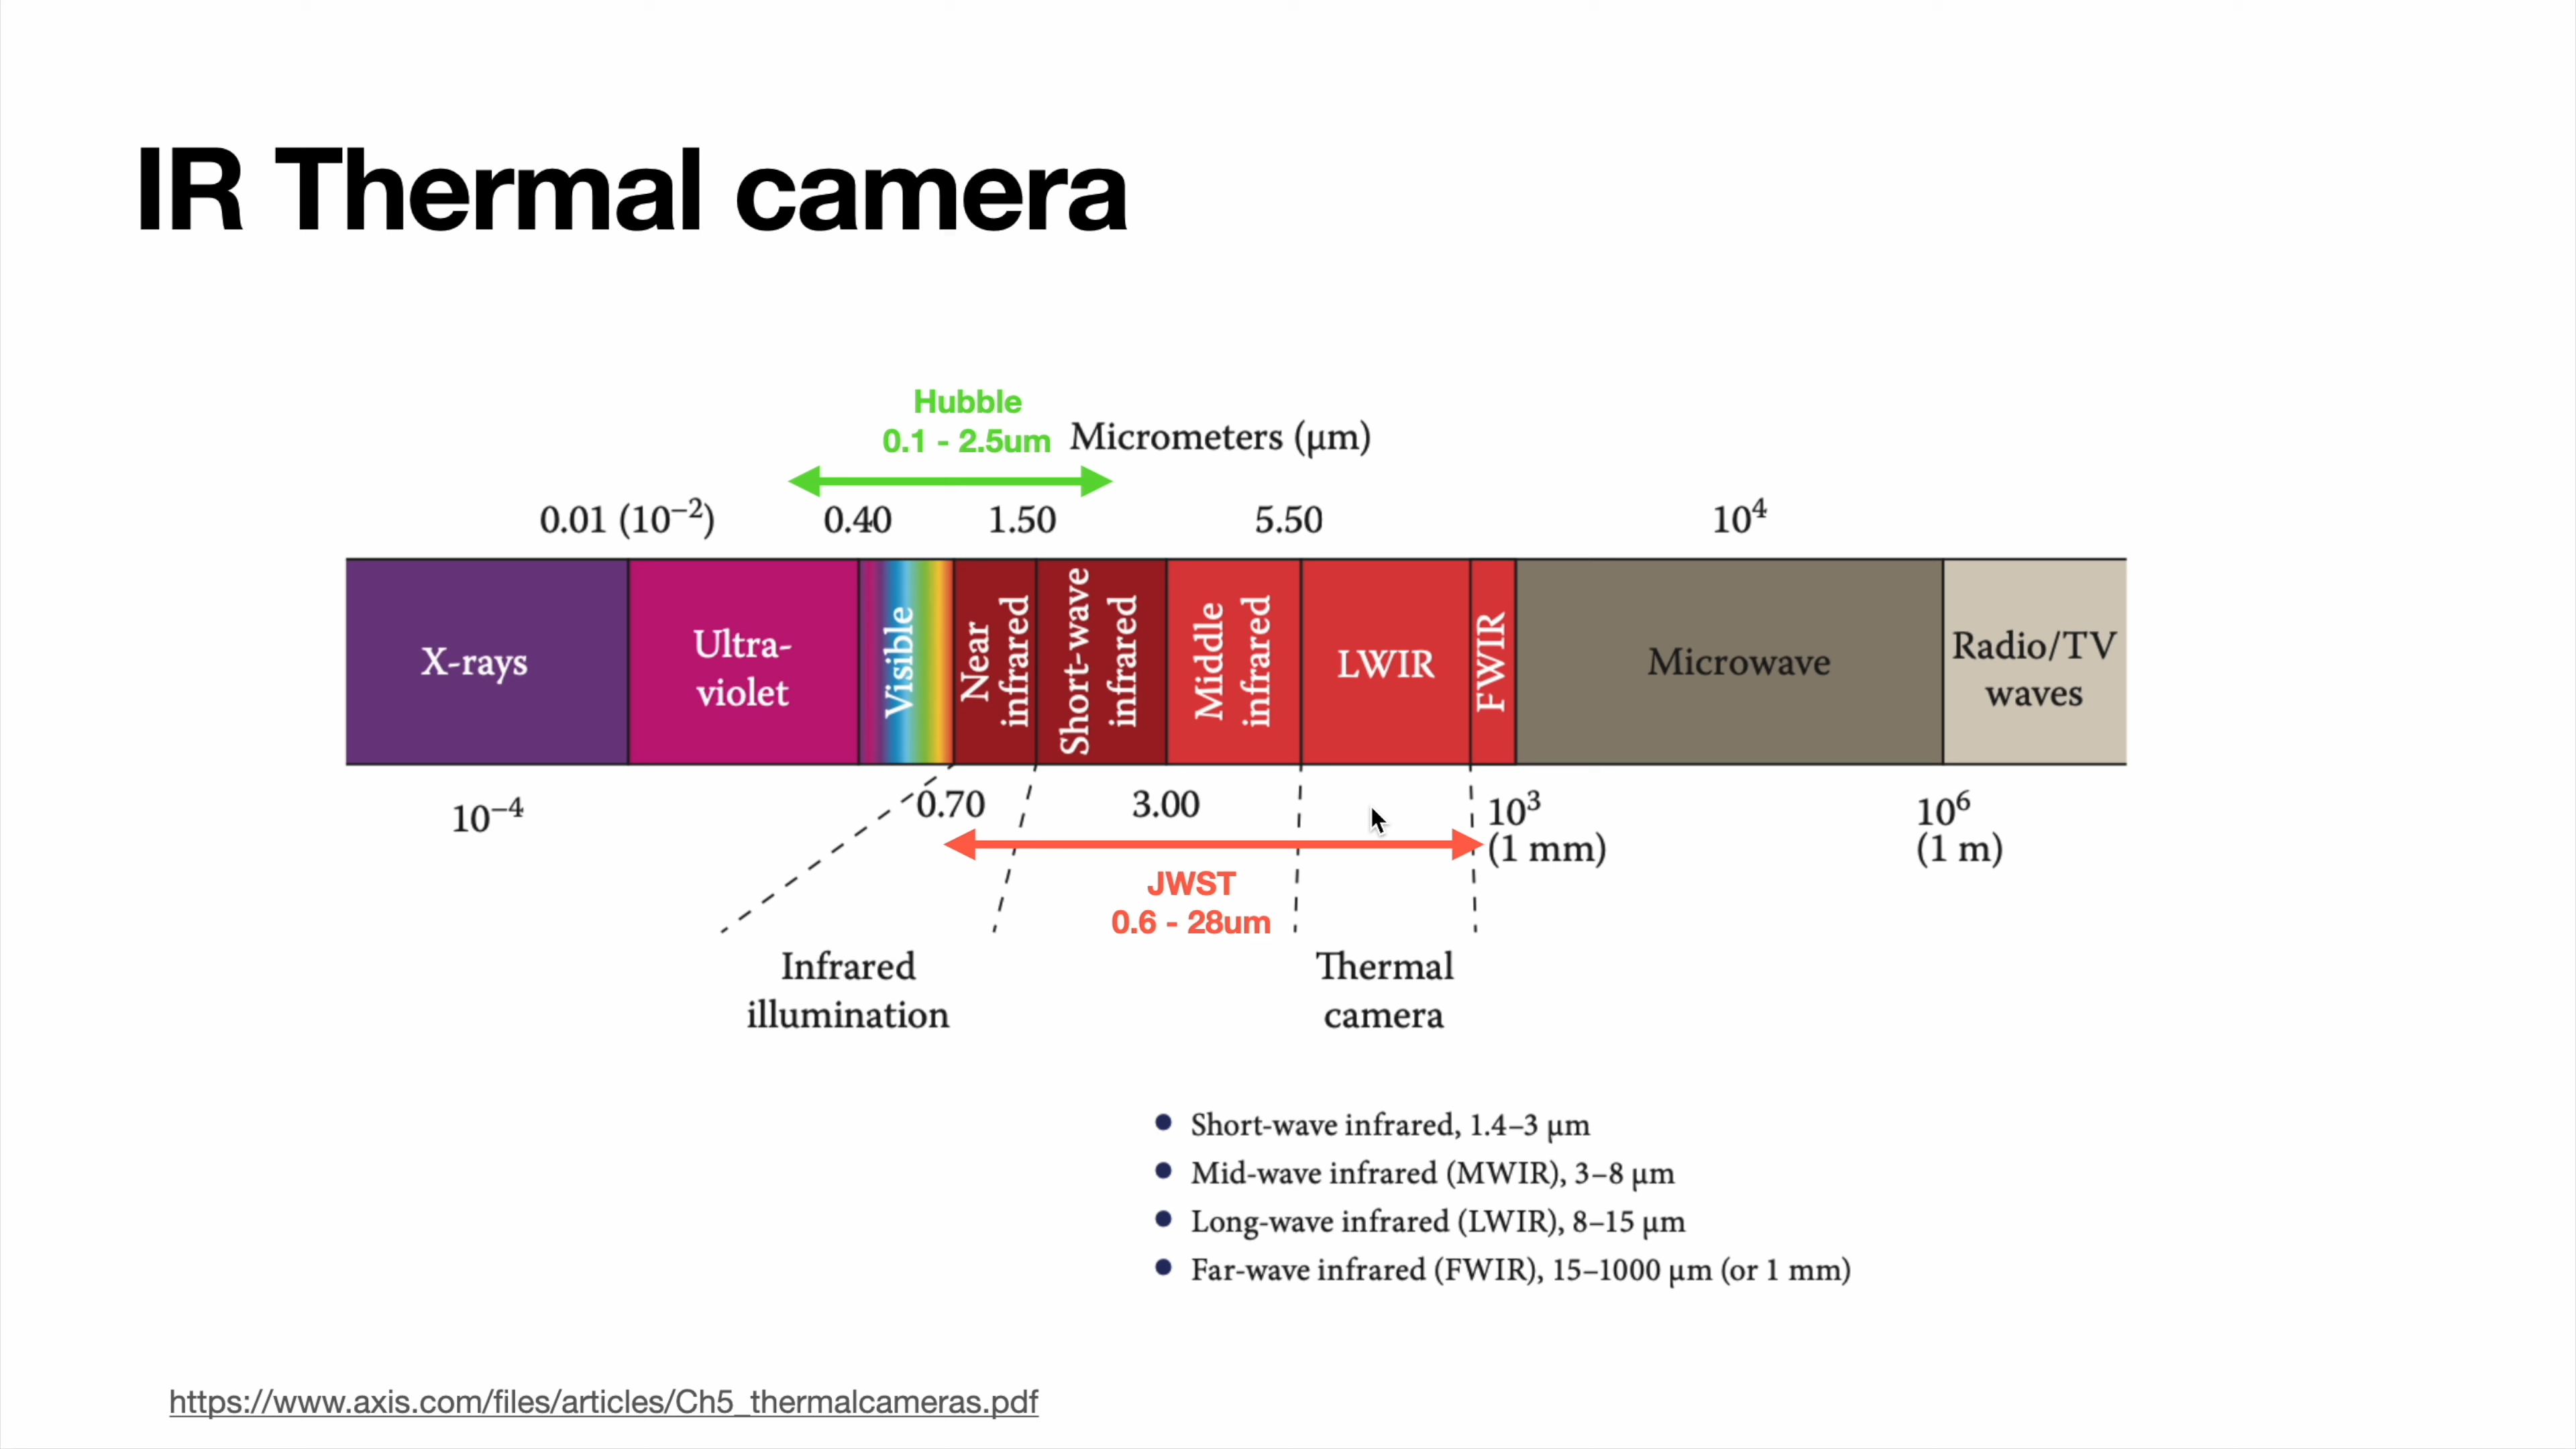 IR Thermal camera
Hubble
0.1 - 2.5um
Micrometers (μm)
0.01 (10⁻²)
0.40
1.50
5.50
10⁴
X-rays
Ultra-
violet
Visible
Near
infrared
Short-wave
infrared
Middle
infrared
LWIR
FWIR
Microwave
Radio/TV
waves
10⁻⁴
0.70
3.00
10³
(1 mm)
10⁶
(1 m)
JWST
0.6 - 28um
Infrared
illumination
Thermal
camera
• Short-wave infrared, 1.4–3 μm
• Mid-wave infrared (MWIR), 3–8 μm
• Long-wave infrared (LWIR), 8–15 μm
• Far-wave infrared (FWIR), 15–1000 μm (or 1 mm)
https://www.axis.com/files/articles/Ch5_thermalcameras.pdf